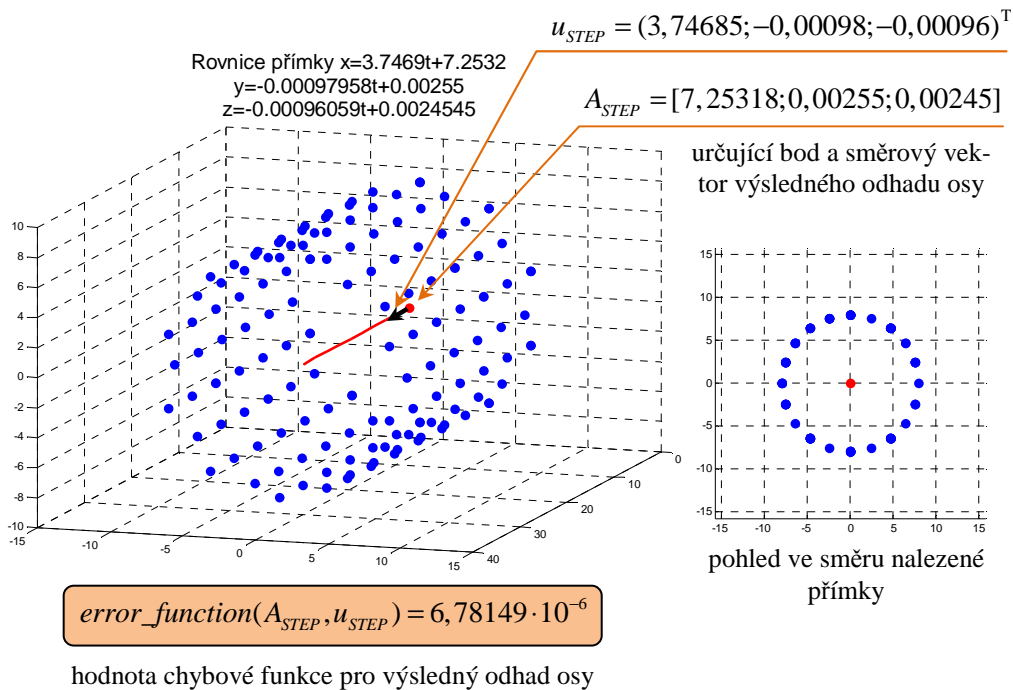 u_STEP = (3,74685;−0,00098;−0,00096)^T
Rovnice přímky x=3.7469t+7.2532
y=-0.00097958t+0.00255
z=-0.00096059t+0.0024545
A_STEP = [7,25318;0,00255;0,00245]
určující bod a směrový vek-
tor výsledného odhadu osy
10
8
6
4
2
0
-2
-4
-6
-8
-10
-15
-10
-5
0
5
10
15
0
10
20
30
40
15
10
5
0
-5
-10
-15
-15 -10 -5 0 5 10 15
pohled ve směru nalezené
přímky
error_function(A_STEP,u_STEP) = 6,78149·10^−6
hodnota chybové funkce pro výsledný odhad osy